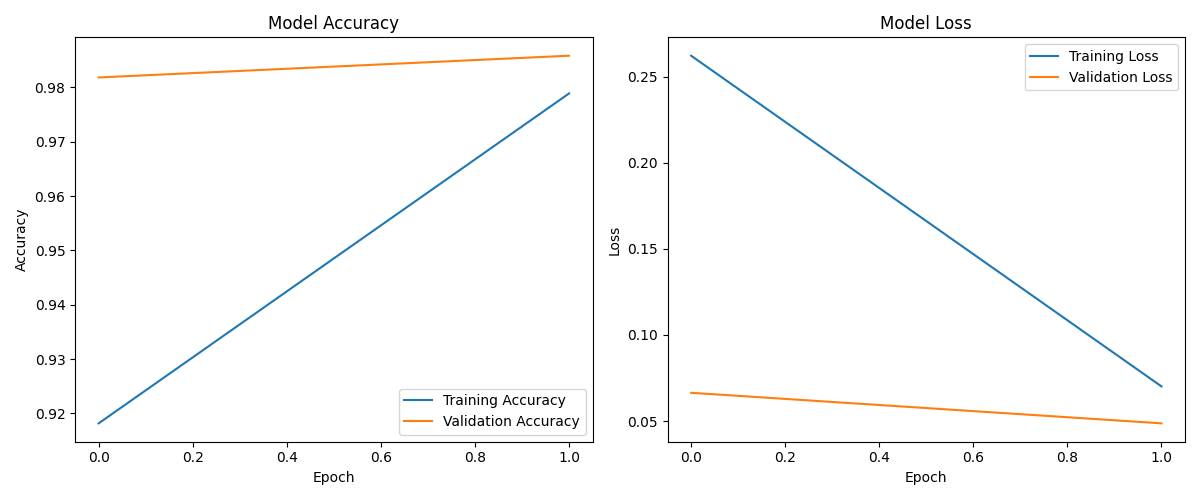 Model Accuracy
0.98
0.97
0.96
0.95
0.94
0.93
0.92
Accuracy
Training Accuracy
Validation Accuracy
0.0 0.2 0.4 0.6 0.8 1.0
Epoch
Model Loss
Training Loss
Validation Loss
0.25
0.20
0.15
0.10
0.05
Loss
0.0 0.2 0.4 0.6 0.8 1.0
Epoch